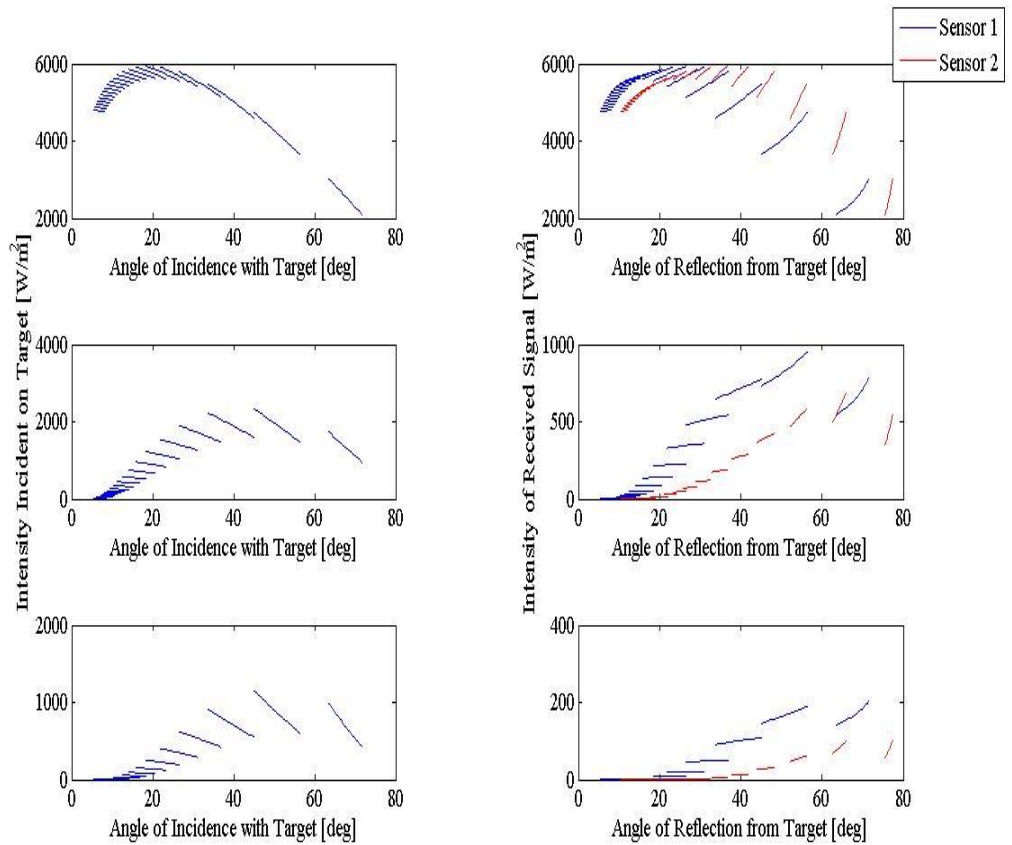 Sensor 1
Sensor 2
Intensity Incident on Target [W/m²]
6000
4000
2000
0 20 40 60 80
Angle of Incidence with Target [deg]
4000
2000
0
0 20 40 60 80
Angle of Incidence with Target [deg]
2000
1000
0
0 20 40 60 80
Angle of Incidence with Target [deg]
Intensity of Received Signal [W/m²]
6000
4000
2000
0 20 40 60 80
Angle of Reflection from Target [deg]
1000
500
0
0 20 40 60 80
Angle of Reflection from Target [deg]
400
200
0
0 20 40 60 80
Angle of Reflection from Target [deg]